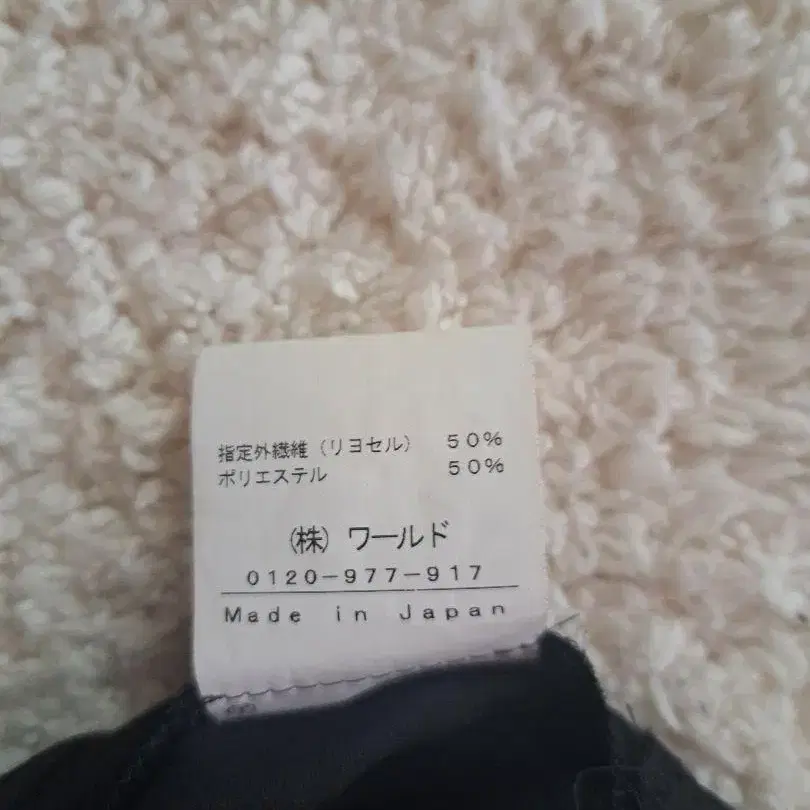 指定外繊維（リヨセル） 50%
ポリエステル 50%
（株）ワールド
0120-977-917
Made in Japan